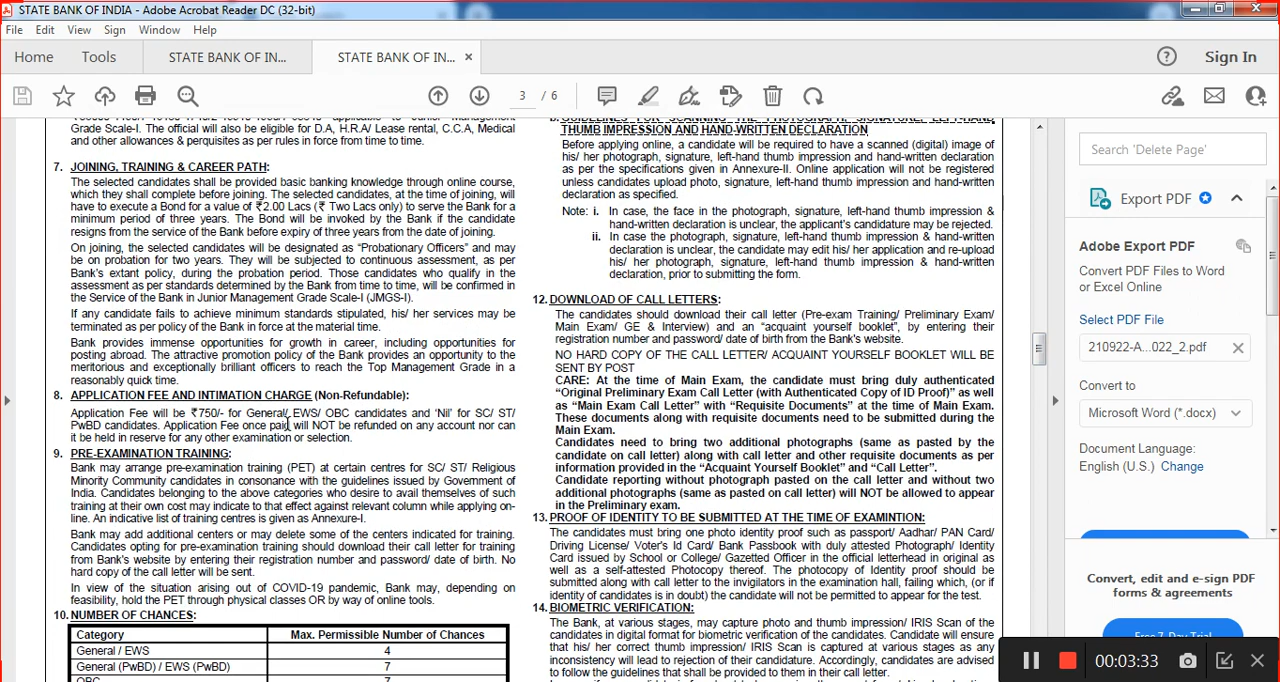 STATE BANK OF INDIA - Adobe Acrobat Reader DC (32-bit)
File Edit View Sign Window Help
Home Tools STATE BANK OF IN... STATE BANK OF IN... × Sign In
3 / 6
Grade Scale-I. The official will also be eligible for D.A, H.R.A/ Lease rental, C.C.A, Medical
and other allowances & perquisites as per rules in force from time to time.
7. JOINING, TRAINING & CAREER PATH:
The selected candidates shall be provided basic banking knowledge through online course,
which they shall complete before joining. The selected candidates, at the time of joining, will
have to execute a Bond for a value of ₹2.00 Lacs (₹ Two Lacs only) to serve the Bank for a
minimum period of three years. The Bond will be invoked by the Bank if the candidate
resigns from the service of the Bank before expiry of three years from the date of joining.
On joining, the selected candidates will be designated as "Probationary Officers" and may
be on probation for two years. They will be subjected to continuous assessment, as per
Bank's extant policy, during the probation period. Those candidates who qualify in the
assessment as per standards determined by the Bank from time to time, will be confirmed in
the Service of the Bank in Junior Management Grade Scale-I (JMGS-I).
If any candidate fails to achieve minimum standards stipulated, his/ her services may be
terminated as per policy of the Bank in force at the material time.
Bank provides immense opportunities for growth in career, including opportunities for
posting abroad. The attractive promotion policy of the Bank provides an opportunity to the
meritorious and exceptionally brilliant officers to reach the Top Management Grade in a
reasonably quick time.
8. APPLICATION FEE AND INTIMATION CHARGE (Non-Refundable):
Application Fee will be ₹750/- for General/ EWS/ OBC candidates and 'Nil' for SC/ ST/
PwBD candidates. Application Fee once paid will NOT be refunded on any account nor can
it be held in reserve for any other examination or selection.
9. PRE-EXAMINATION TRAINING:
Bank may arrange pre-examination training (PET) at certain centres for SC/ ST/ Religious
Minority Community candidates in consonance with the guidelines issued by Government of
India. Candidates belonging to the above categories who desire to avail themselves of such
training at their own cost may indicate to that effect against relevant column while applying on-
line. An indicative list of training centres is given as Annexure-I.
Bank may add additional centers or may delete some of the centers indicated for training.
Candidates opting for pre-examination training should download their call letter for training
from Bank's website by entering their registration number and password/ date of birth. No
hard copy of the call letter will be sent.
In view of the situation arising out of COVID-19 pandemic, Bank may, depending on
feasibility, hold the PET through physical classes OR by way of online tools.
10. NUMBER OF CHANCES:
Category Max. Permissible Number of Chances
General / EWS 4
General (PwBD) / EWS (PwBD) 7
OBC 7
THUMB IMPRESSION AND HAND-WRITTEN DECLARATION
Before applying online, a candidate will be required to have a scanned (digital) image of
his/ her photograph, signature, left-hand thumb impression and hand-written declaration
as per the specifications given in Annexure-II. Online application will not be registered
unless candidates upload photo, signature, left-hand thumb impression and hand-written
declaration as specified.
Note: i. In case, the face in the photograph, signature, left-hand thumb impression &
hand-written declaration is unclear, the applicant's candidature may be rejected.
ii. In case the photograph, signature, left-hand thumb impression & hand-written
declaration is unclear, the candidate may edit his/ her application and re-upload
his/ her photograph, signature, left-hand thumb impression & hand-written
declaration, prior to submitting the form.
12. DOWNLOAD OF CALL LETTERS:
The candidates should download their call letter (Pre-exam Training/ Preliminary Exam/
Main Exam/ GE & Interview) and an "acquaint yourself booklet", by entering their
registration number and password/ date of birth from the Bank's website.
NO HARD COPY OF THE CALL LETTER/ ACQUAINT YOURSELF BOOKLET WILL BE
SENT BY POST
CARE: At the time of Main Exam, the candidate must bring duly authenticated
"Original Preliminary Exam Call Letter (with Authenticated Copy of ID Proof)" as well
as "Main Exam Call Letter" with "Requisite Documents" at the time of Main Exam.
These documents along with requisite documents need to be submitted during the
Main Exam.
Candidates need to bring two additional photographs (same as pasted by the
candidate on call letter) along with call letter and other requisite documents as per
information provided in the "Acquaint Yourself Booklet" and "Call Letter".
Candidate reporting without photograph pasted on the call letter and without two
additional photographs (same as pasted on call letter) will NOT be allowed to appear
in the Preliminary exam.
13. PROOF OF IDENTITY TO BE SUBMITTED AT THE TIME OF EXAMINTION:
The candidates must bring one photo identity proof such as passport/ Aadhar/ PAN Card/
Driving License/ Voter's Id Card/ Bank Passbook with duly attested Photograph/ Identity
Card issued by School or College/ Gazetted Officer in the official letterhead in original as
well as a self-attested Photocopy thereof. The photocopy of Identity proof should be
submitted along with call letter to the invigilators in the examination hall, failing which, (or if
identity of candidates is in doubt) the candidate will not be permitted to appear for the test.
14. BIOMETRIC VERIFICATION:
The Bank, at various stages, may capture photo and thumb impression/ IRIS Scan of the
candidates in digital format for biometric verification of the candidates. Candidate will ensure
that his/ her correct thumb impression/ IRIS Scan is captured at various stages as any
inconsistency will lead to rejection of their candidature. Accordingly, candidates are advised
to follow the guidelines that shall be provided to them in their call letter.
Search 'Delete Page'
Export PDF
Adobe Export PDF
Convert PDF Files to Word
or Excel Online
Select PDF File
210922-A...022_2.pdf
Convert to
Microsoft Word (*.docx)
Document Language:
English (U.S.) Change
Convert, edit and e-sign PDF
forms & agreements
Free 7-Day Trial
00:03:33